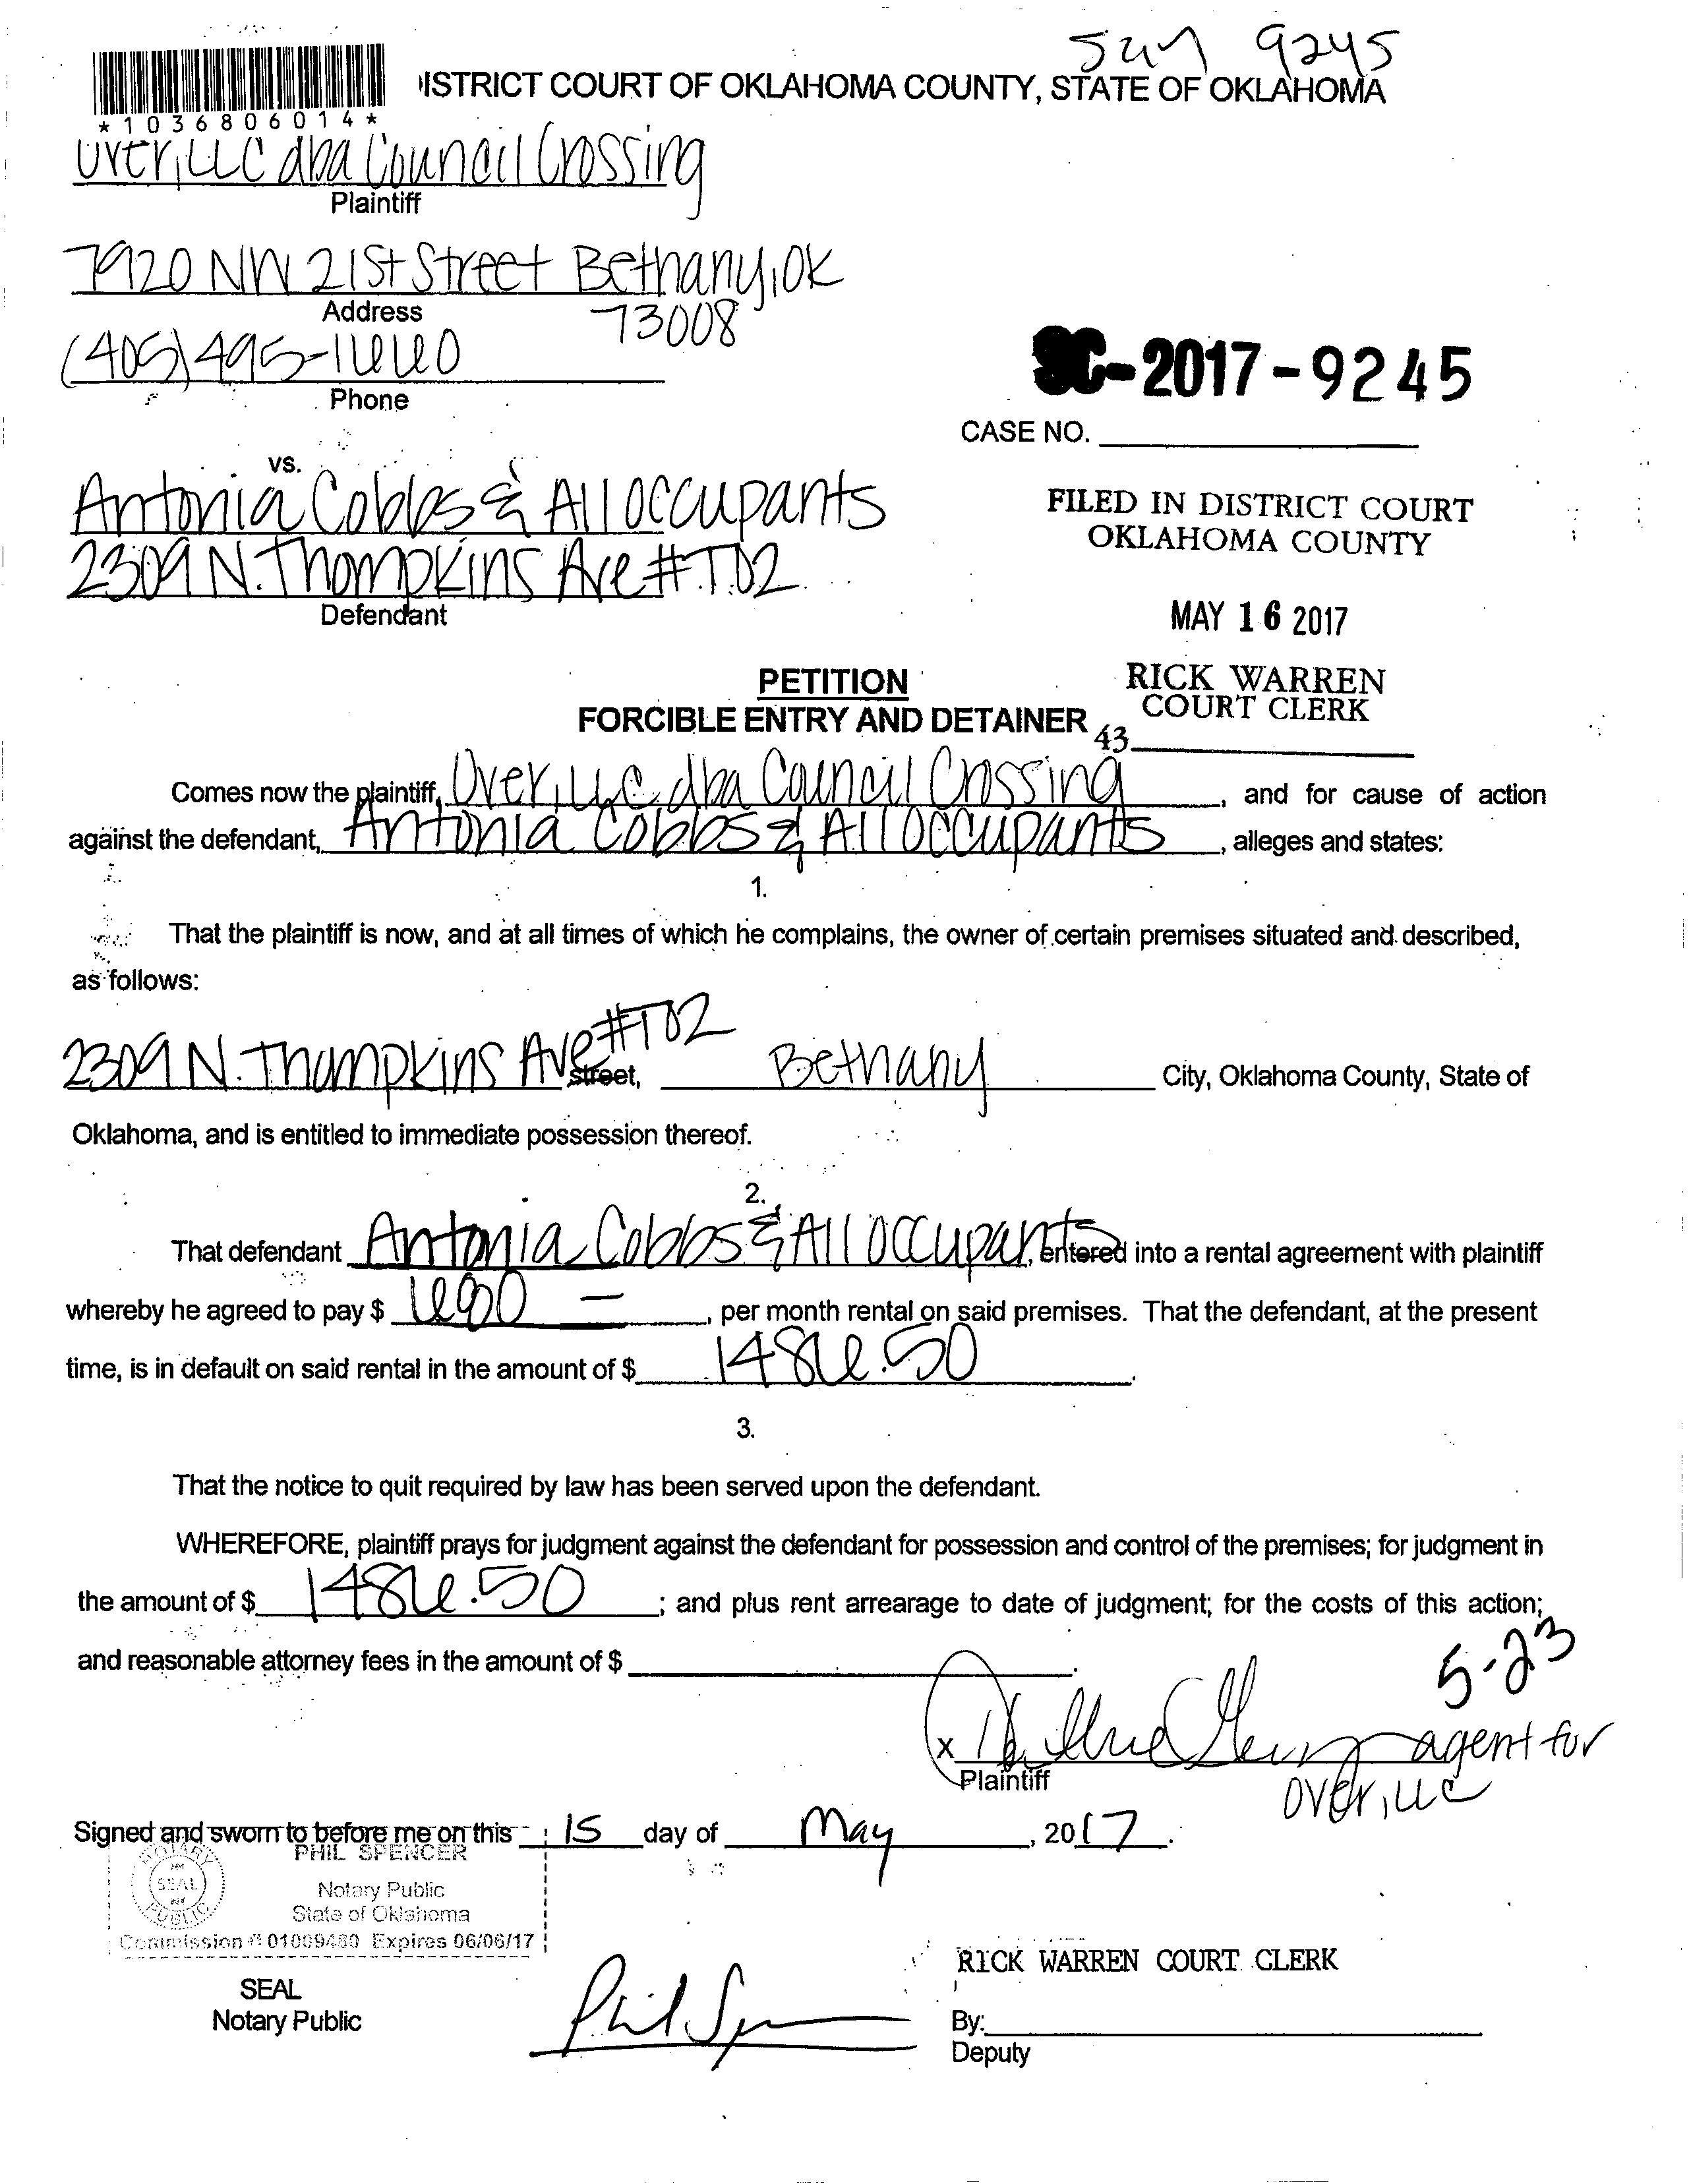 5417 9245
ISTRICT COURT OF OKLAHOMA COUNTY, STATE OF OKLAHOMA
*1036806014*
Uver, LLC dba Council Crossing
Plaintiff
7920 NW 21st Street Bethany, OK
Address
73008
(405) 495-1660
Phone
SC-2017-9245
CASE NO.
vs.
Antonia Cobbs & All occupants
2309 N. Thompkins Ave #T02
Defendant
FILED IN DISTRICT COURT
OKLAHOMA COUNTY
MAY 16 2017
RICK WARREN
COURT CLERK
43
PETITION
FORCIBLE ENTRY AND DETAINER
Comes now the plaintiff, Uver, LLC dba Council Crossing, and for cause of action
against the defendant, Antonia Cobbs & All occupants, alleges and states:
1.
That the plaintiff is now, and at all times of which he complains, the owner of certain premises situated and described,
as follows:
2309 N. Thompkins Ave #T02 street, Bethany City, Oklahoma County, State of
Oklahoma, and is entitled to immediate possession thereof.
2.
That defendant Antonia Cobbs & All occupants, entered into a rental agreement with plaintiff
whereby he agreed to pay $ 690 —, per month rental on said premises. That the defendant, at the present
time, is in default on said rental in the amount of $ 1486.50.
3.
That the notice to quit required by law has been served upon the defendant.
WHEREFORE, plaintiff prays for judgment against the defendant for possession and control of the premises; for judgment in
the amount of $ 1486.50; and plus rent arrearage to date of judgment; for the costs of this action;
and reasonable attorney fees in the amount of $ .
5-23
x agent for
Plaintiff
Over, LLC
Signed and sworn to before me on this 15 day of May, 2017.
PHIL SPENCER
Notary Public
State of Oklahoma
Commission # 01009480 Expires 06/06/17
NOTARY PUBLIC
SEAL
SEAL
Notary Public
Phil Sp
RICK WARREN COURT CLERK
By:
Deputy